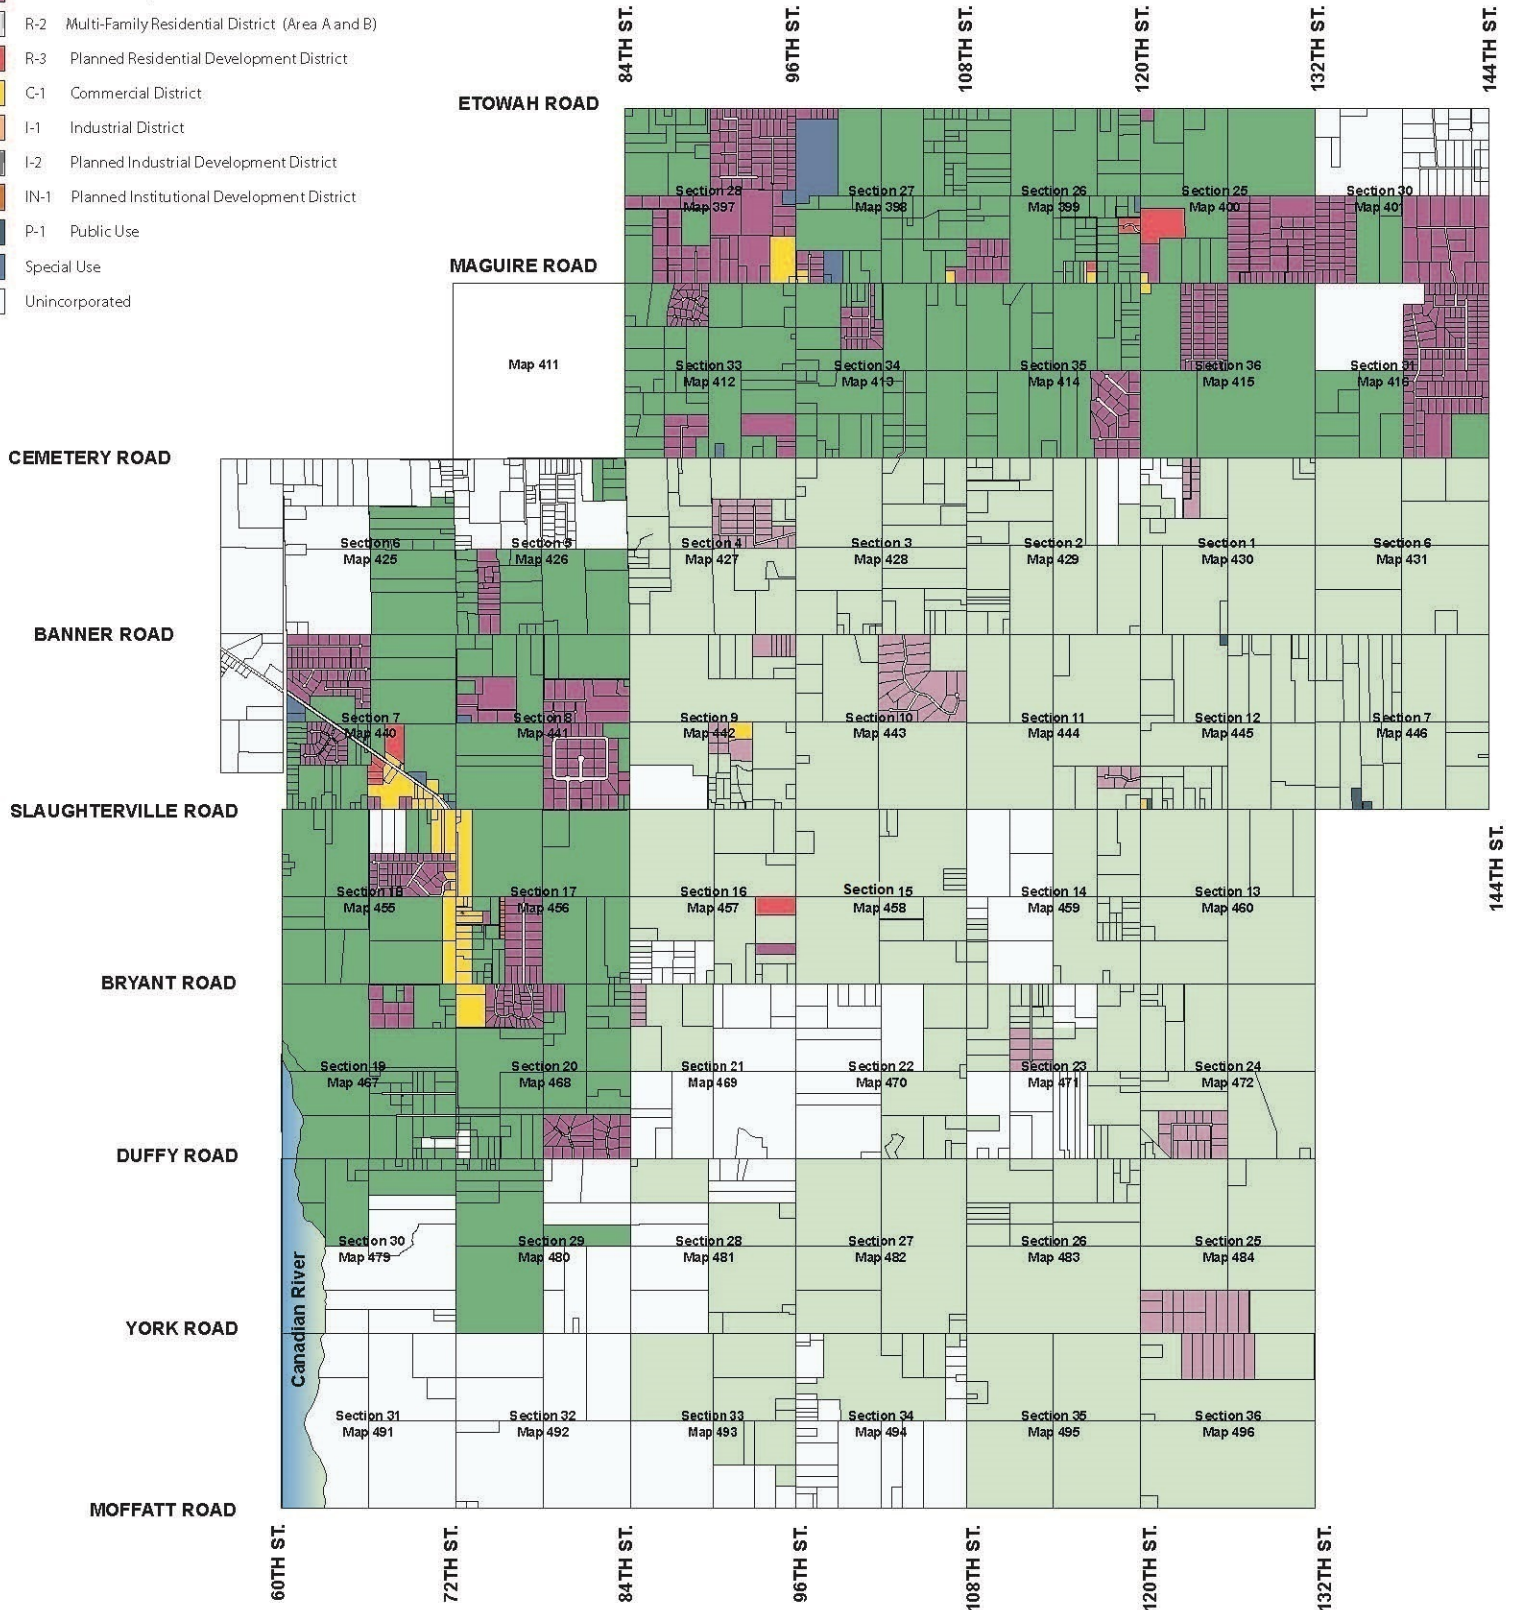 R-2 Multi-Family Residential District (Area A and B)
R-3 Planned Residential Development District
C-1 Commercial District
I-1 Industrial District
I-2 Planned Industrial Development District
IN-1 Planned Institutional Development District
P-1 Public Use
Special Use
Unincorporated
84TH ST.
96TH ST.
108TH ST.
120TH ST.
132TH ST.
144TH ST.
ETOWAH ROAD
Section 28
Map 397
Section 27
Map 398
Section 26
Map 399
Section 25
Map 400
Section 30
Map 401
MAGUIRE ROAD
Map 411
Section 33
Map 412
Section 34
Map 413
Section 35
Map 414
Section 36
Map 415
Section 31
Map 416
CEMETERY ROAD
Section 6
Map 425
Section 5
Map 426
Section 4
Map 427
Section 3
Map 428
Section 2
Map 429
Section 1
Map 430
Section 6
Map 431
BANNER ROAD
Section 7
Map 440
Section 8
Map 441
Section 9
Map 442
Section 10
Map 443
Section 11
Map 444
Section 12
Map 445
Section 7
Map 446
SLAUGHTERVILLE ROAD
144TH ST.
Section 18
Map 455
Section 17
Map 456
Section 16
Map 457
Section 15
Map 458
Section 14
Map 459
Section 13
Map 460
BRYANT ROAD
Section 19
Map 467
Section 20
Map 468
Section 21
Map 469
Section 22
Map 470
Section 23
Map 471
Section 24
Map 472
DUFFY ROAD
Canadian River
Section 30
Map 479
Section 29
Map 480
Section 28
Map 481
Section 27
Map 482
Section 26
Map 483
Section 25
Map 484
YORK ROAD
Section 31
Map 491
Section 32
Map 492
Section 33
Map 493
Section 34
Map 494
Section 35
Map 495
Section 36
Map 496
MOFFATT ROAD
60TH ST.
72TH ST.
84TH ST.
96TH ST.
108TH ST.
120TH ST.
132TH ST.